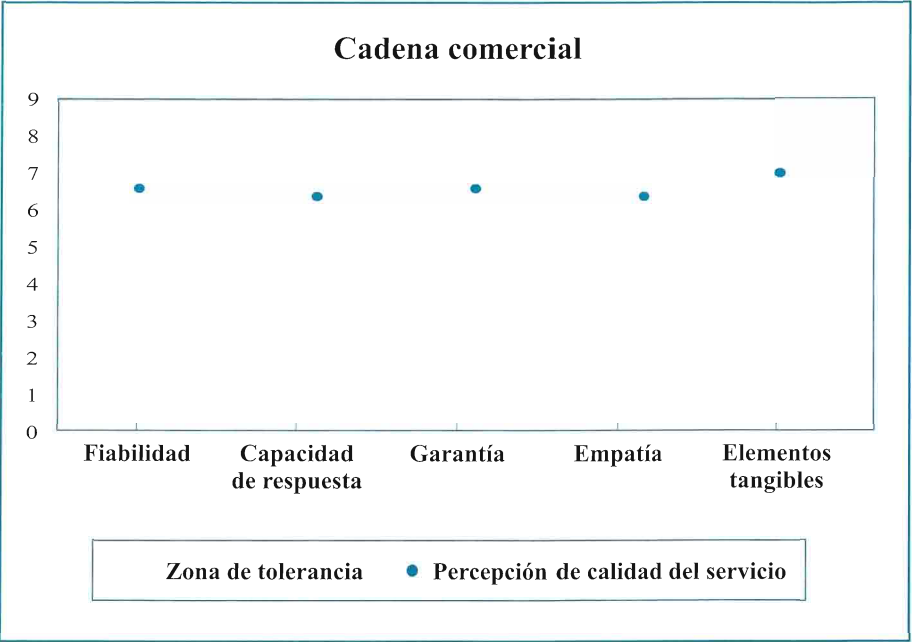 Cadena comercial
9
8
7
6
5
4
3
2
1
0
Fiabilidad
Capacidad
de respuesta
Garantía
Empatía
Elementos
tangibles
Zona de tolerancia
Percepción de calidad del servicio